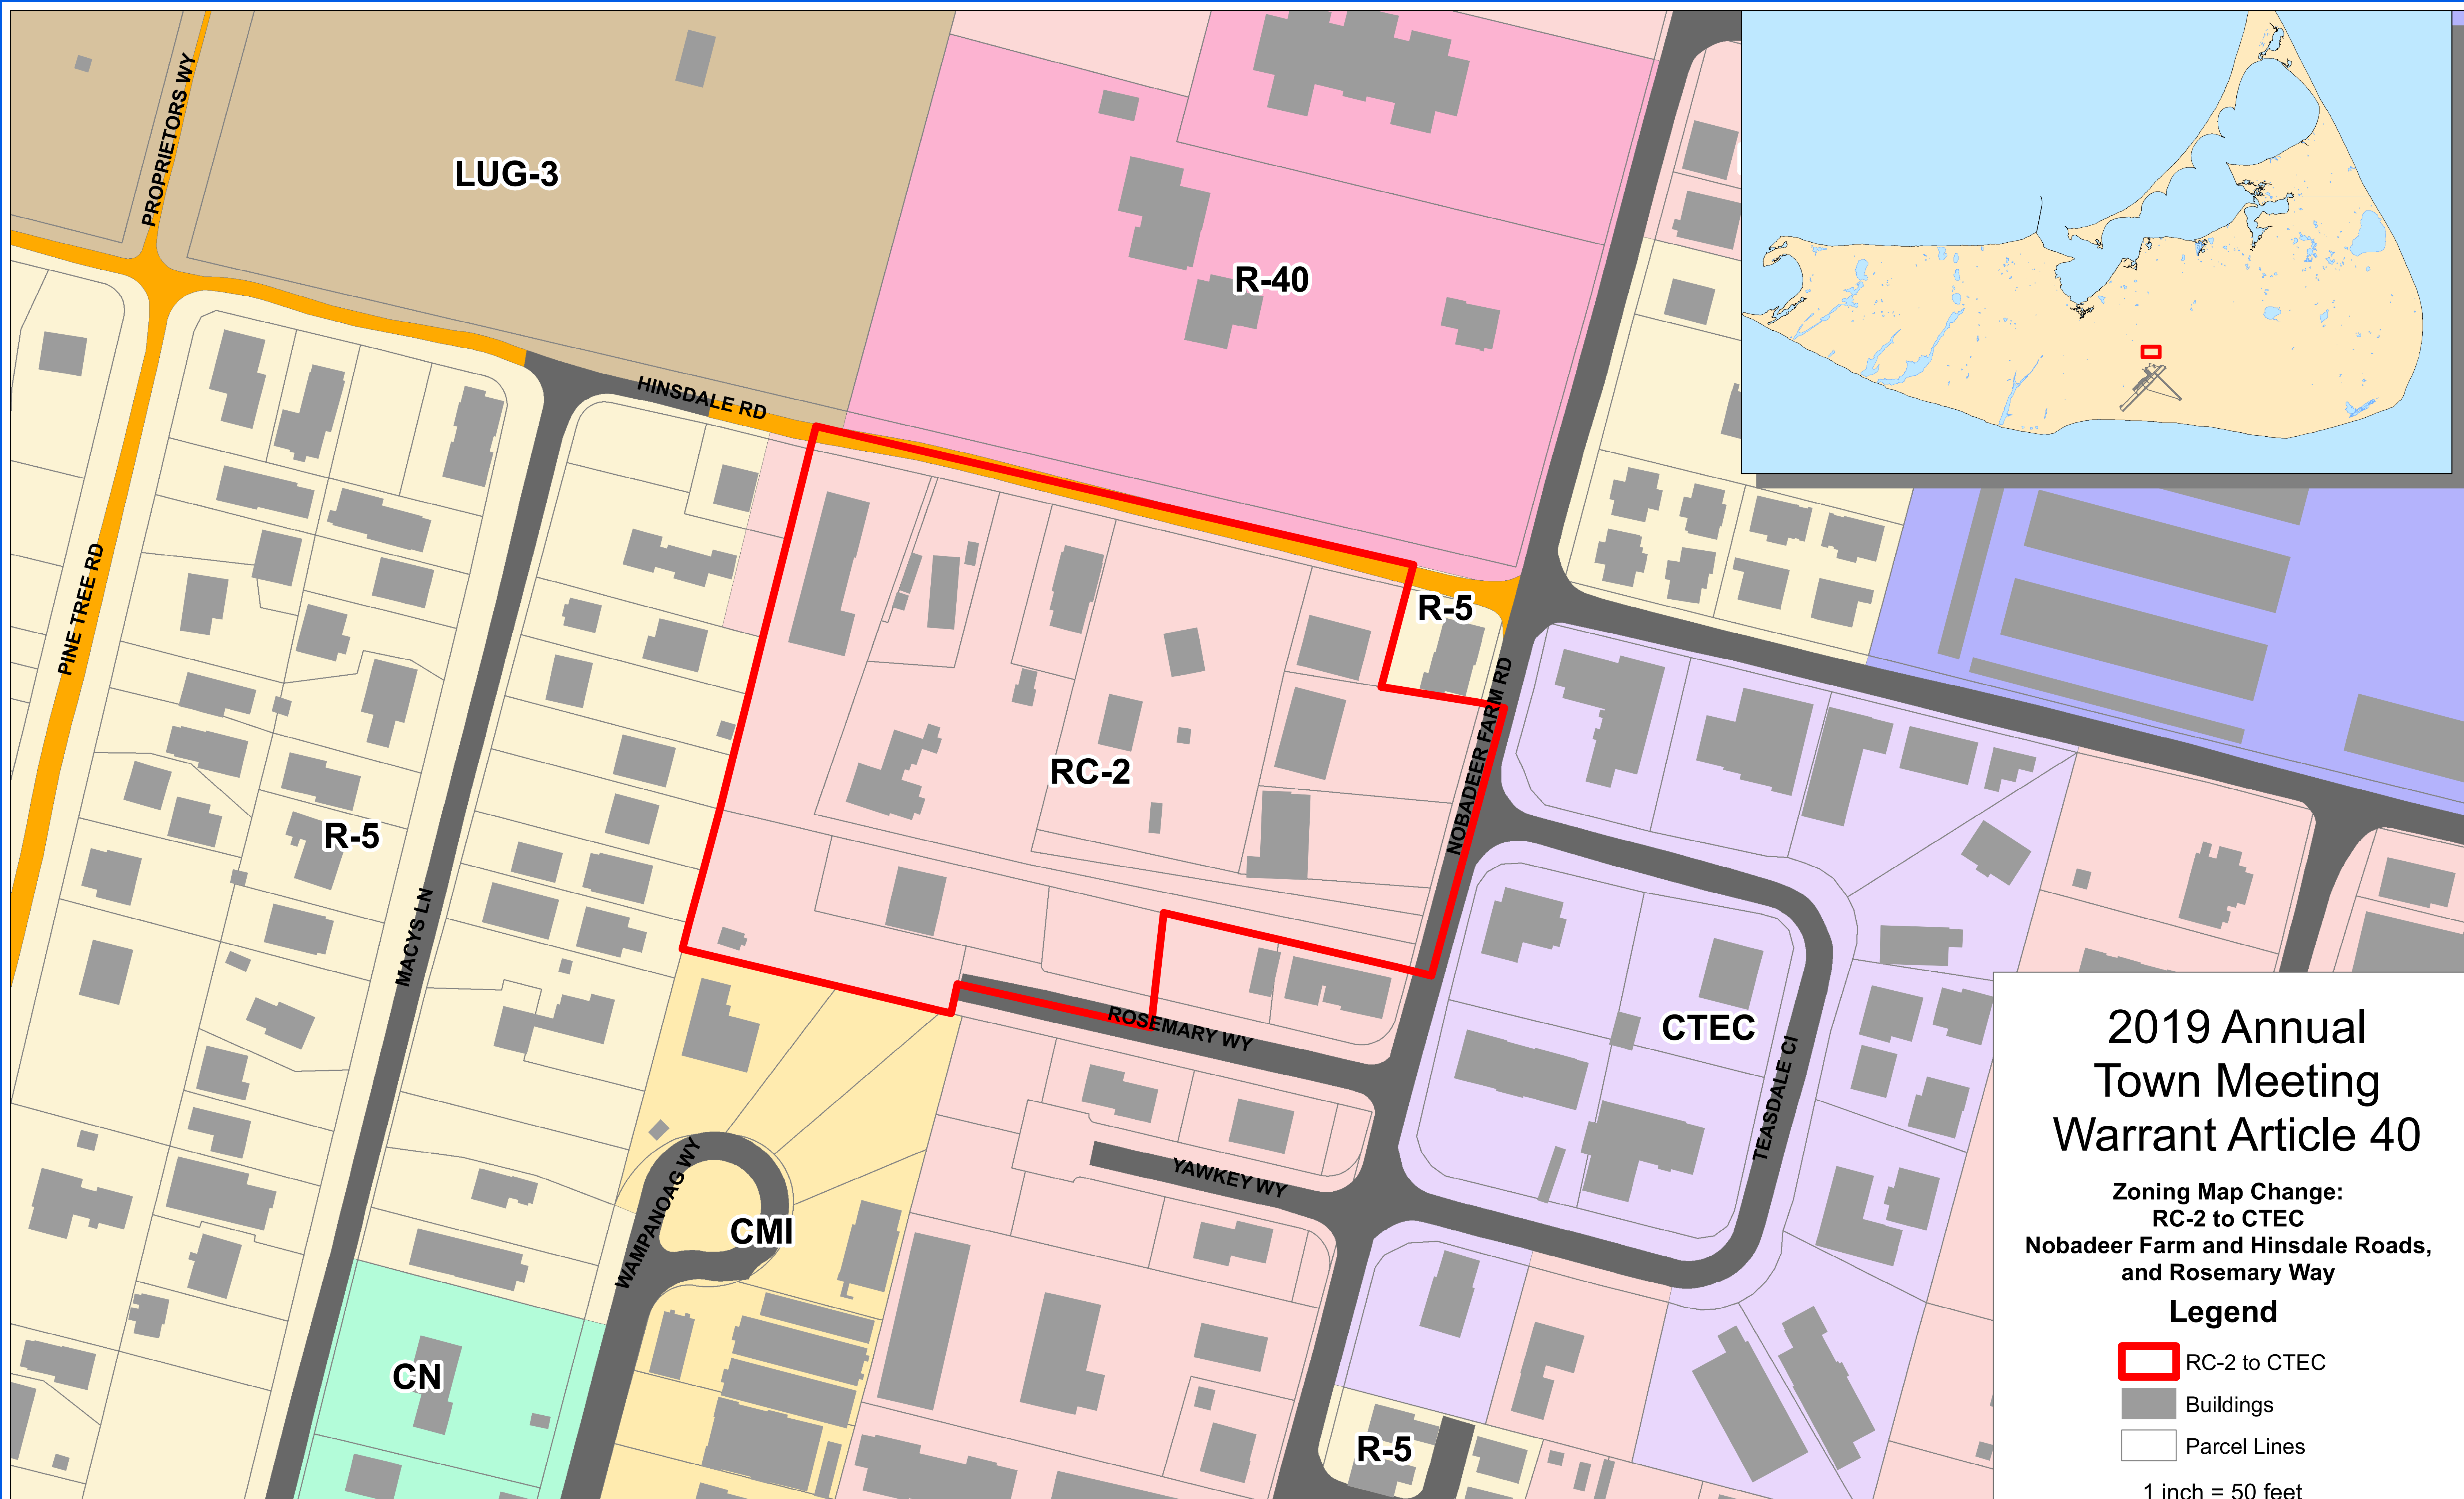 PROPRIETORS WY
LUG-3
R-40
HINSDALE RD
PINE TREE RD
R-5
NOBADEER FARM RD
RC-2
R-5
MACYS LN
ROSEMARY WY
CTEC
TEASDALE CI
YAWKEY WY
WAMPANOAG WY
CMI
CN
R-5
2019 Annual
Town Meeting
Warrant Article 40
Zoning Map Change:
RC-2 to CTEC
Nobadeer Farm and Hinsdale Roads,
and Rosemary Way
Legend
RC-2 to CTEC
Buildings
Parcel Lines
1 inch = 50 feet